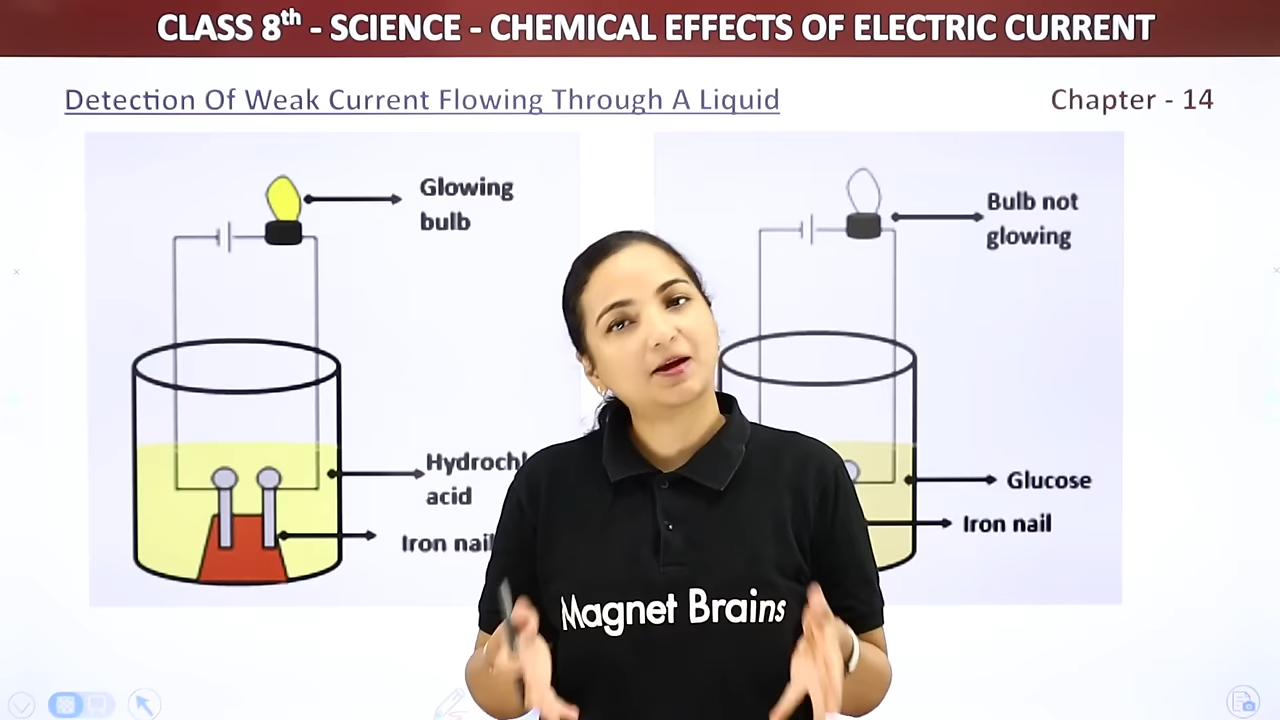 CLASS 8th - SCIENCE - CHEMICAL EFFECTS OF ELECTRIC CURRENT
Detection Of Weak Current Flowing Through A Liquid
Chapter - 14
Glowing
bulb
Hydrochl
acid
Iron nail
Bulb not
glowing
Glucose
Iron nail
Magnet Brains